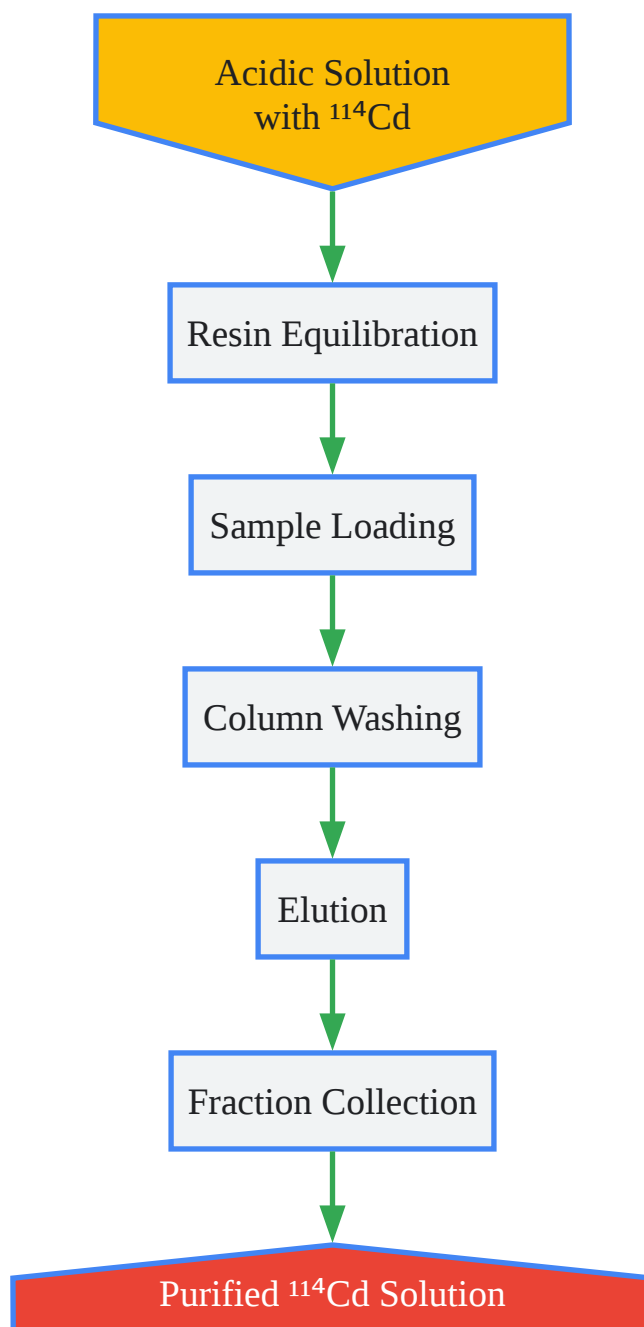 Acidic Solution
with ¹¹⁴Cd
Resin Equilibration
Sample Loading
Column Washing
Elution
Fraction Collection
Purified ¹¹⁴Cd Solution